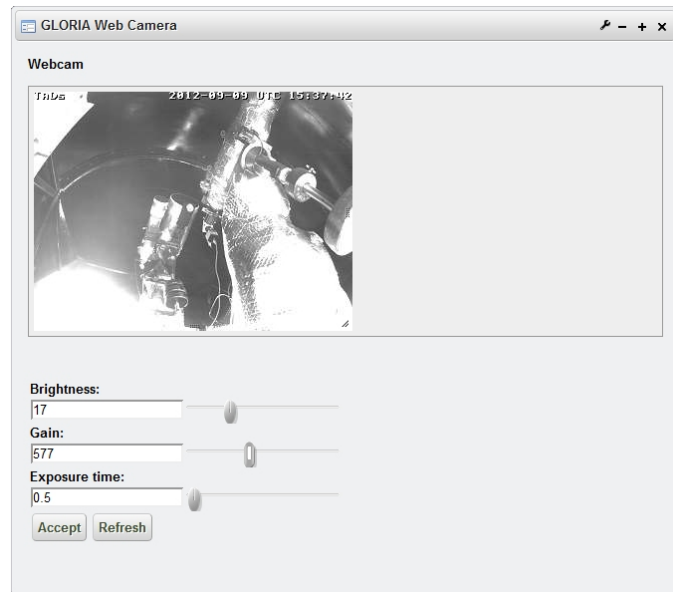 GLORIA Web Camera
Webcam
TADs 2012-09-09 UTC 15:37:42
Brightness:
17
Gain:
577
Exposure time:
0.5
Accept Refresh